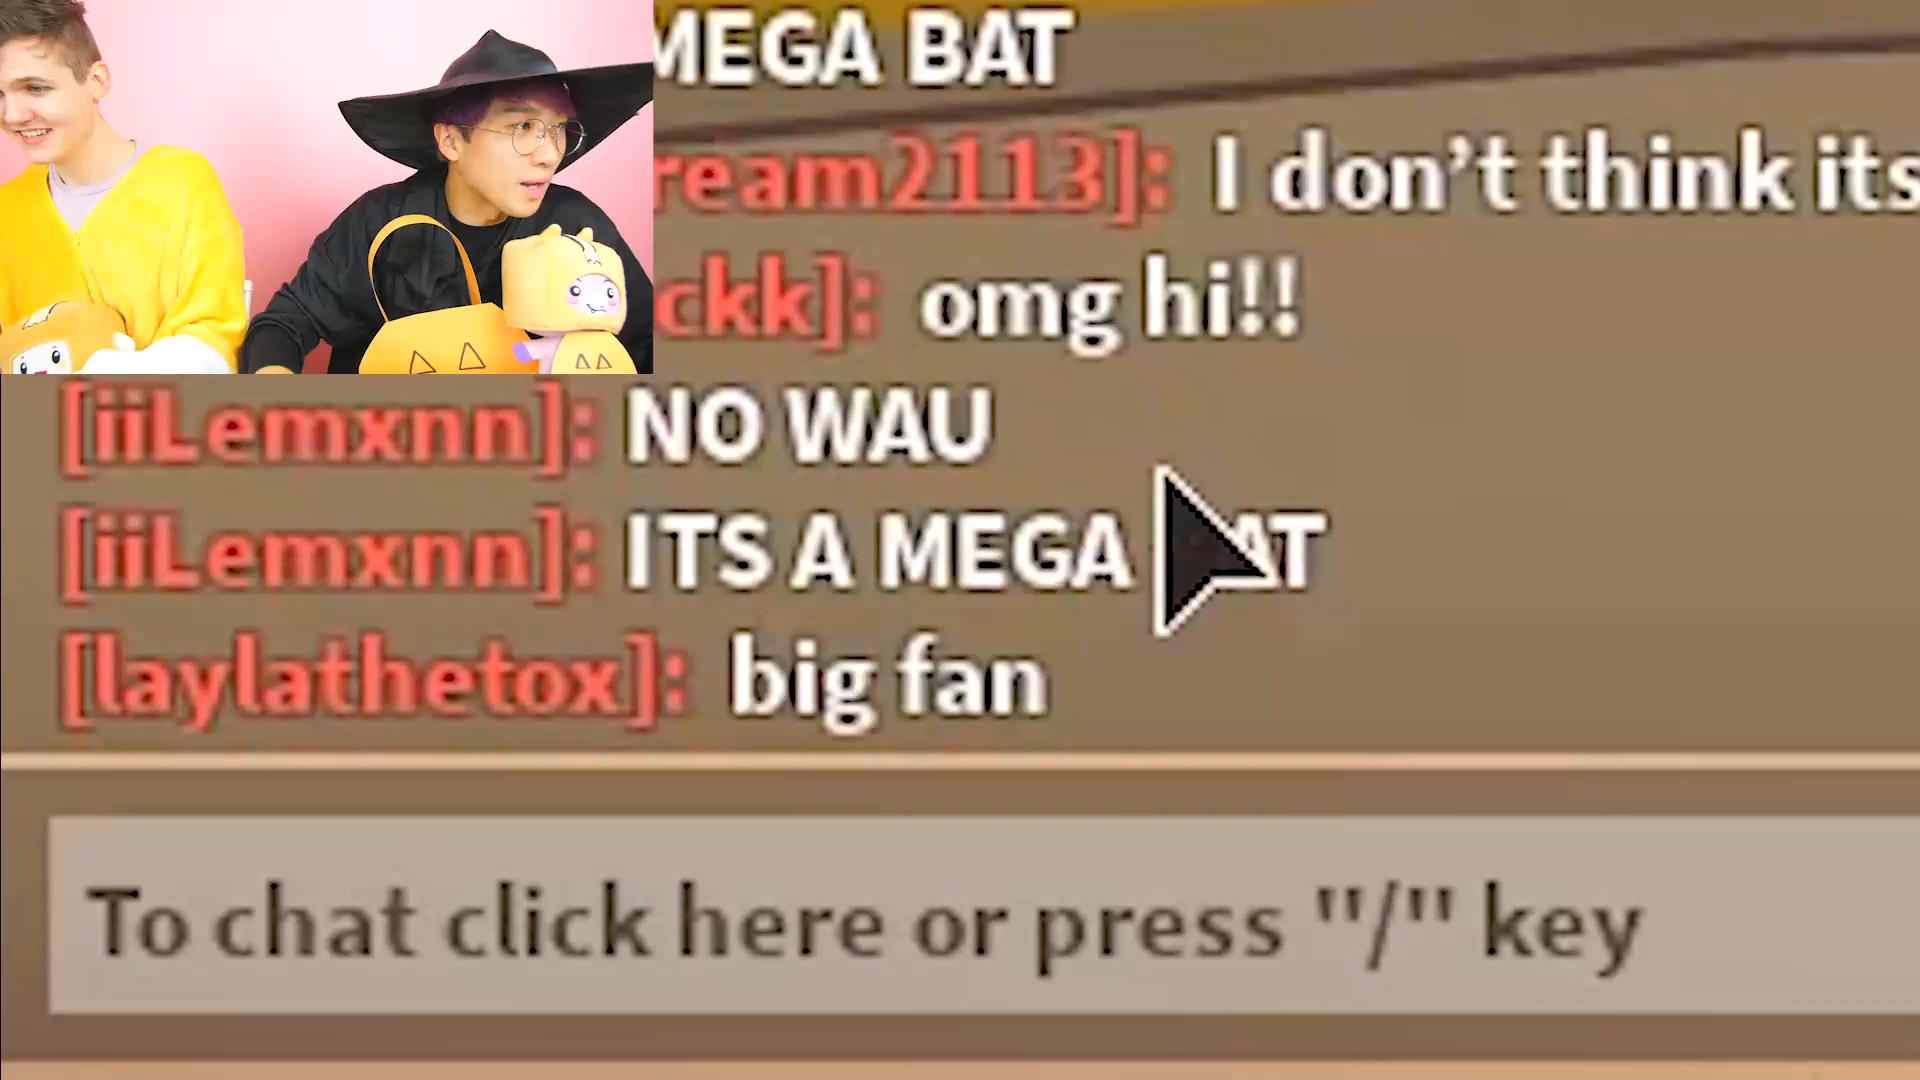 MEGA BAT
ream2113]: I don't think its
ckk]: omg hi!!
[iiLemxnn]: NO WAU
[iiLemxnn]: ITS A MEGA AT
[laylathetox]: big fan
To chat click here or press "/" key